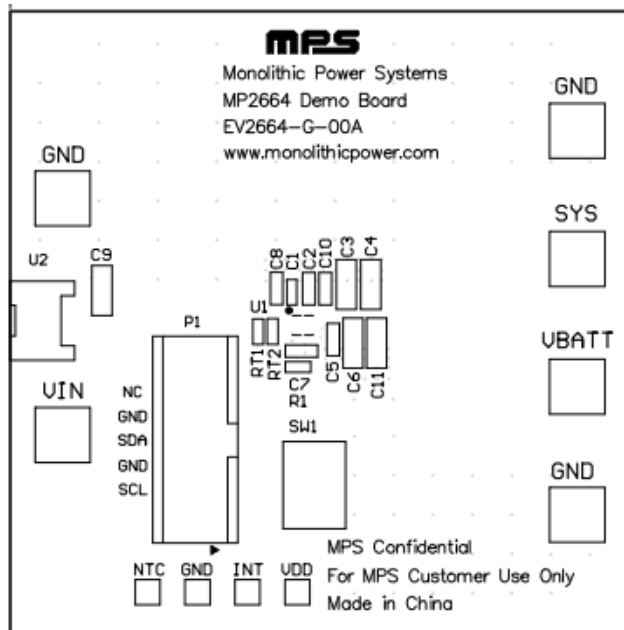 MPS
Monolithic Power Systems
MP2664 Demo Board
EV2664-G-00A
www.monolithicpower.com
GND
GND
SYS
U2
C9
C8
C1
C2
C10
C3
C4
U1
P1
RT1
RT2
C7
R1
C5
C6
C11
VBATT
VIN
NC
GND
SDA
GND
SCL
SW1
GND
MPS Confidential
NTC
GND
INT
VDD
For MPS Customer Use Only
Made in China